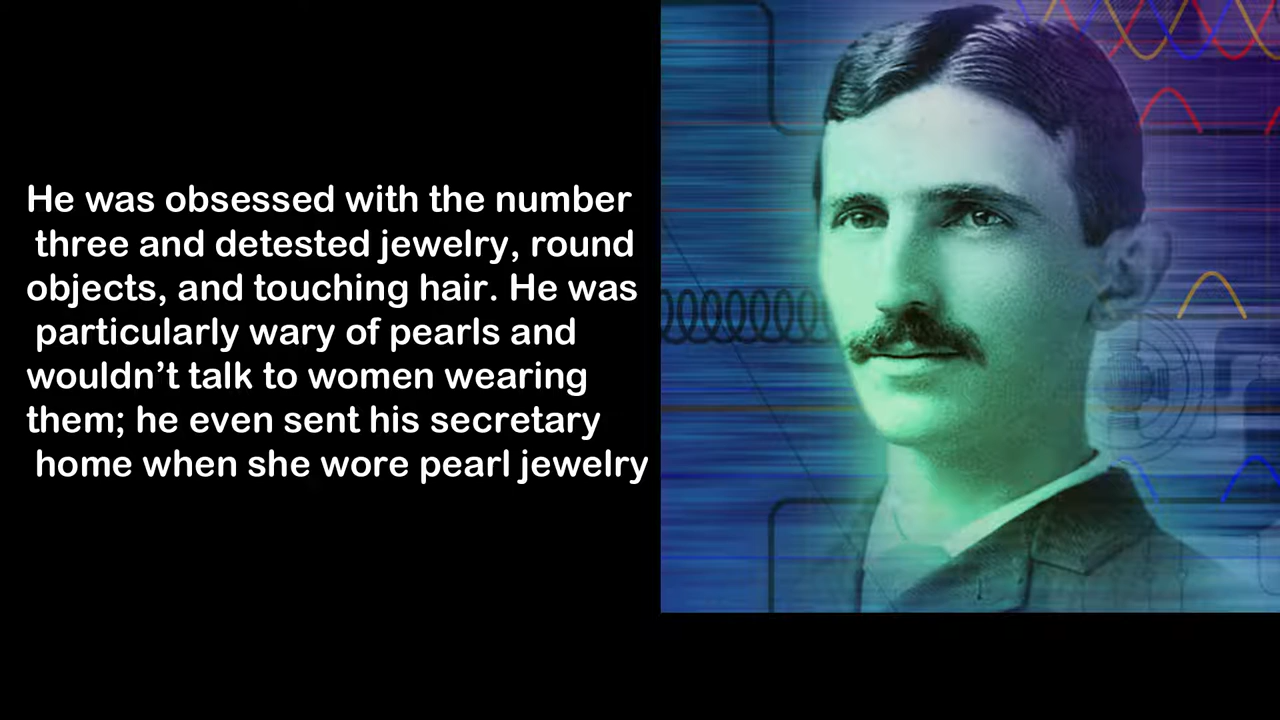 He was obsessed with the number
three and detested jewelry, round
objects, and touching hair. He was
particularly wary of pearls and
wouldn’t talk to women wearing
them; he even sent his secretary
home when she wore pearl jewelry